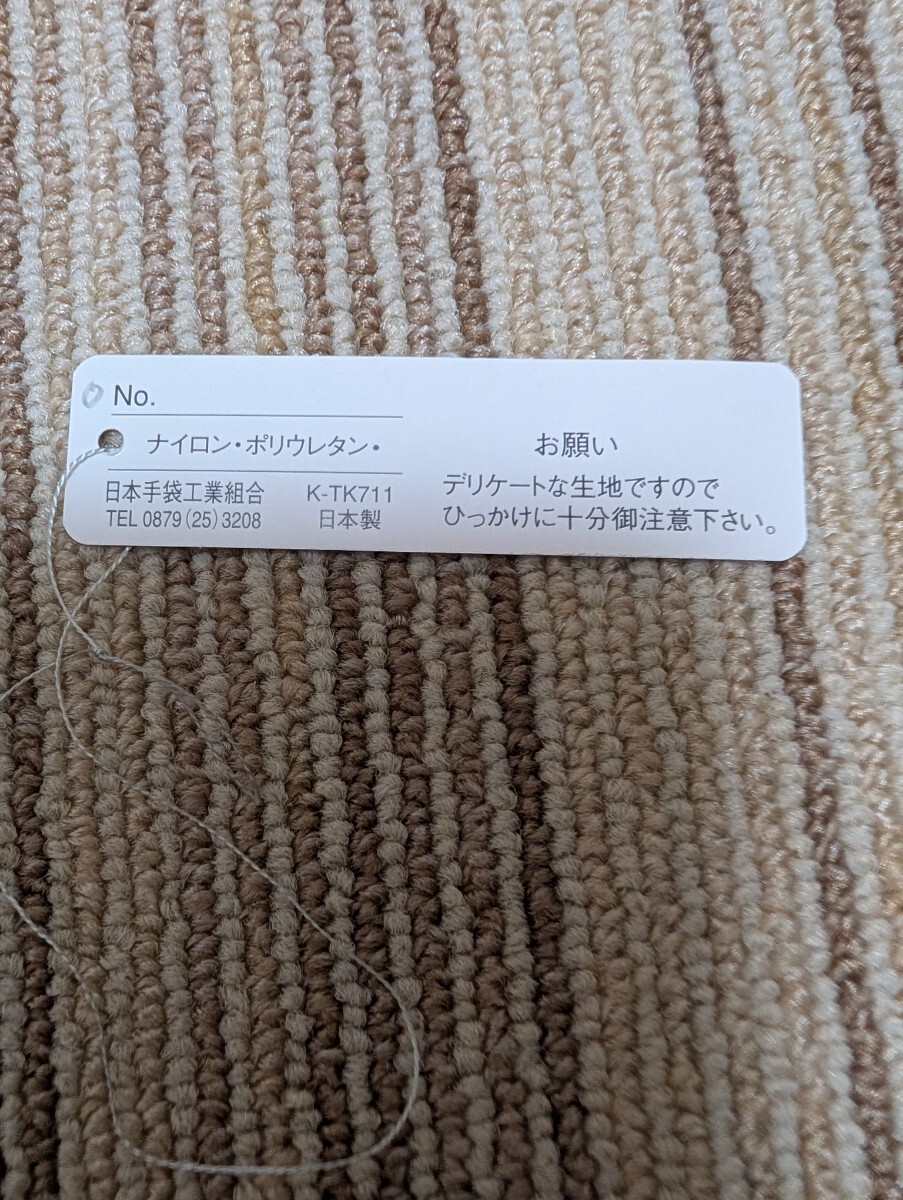 No.
ナイロン・ポリウレタン・
日本手袋工業組合 K-TK711
TEL 0879(25)3208 日本製
お願い
デリケートな生地ですので
ひっかけに十分御注意下さい。